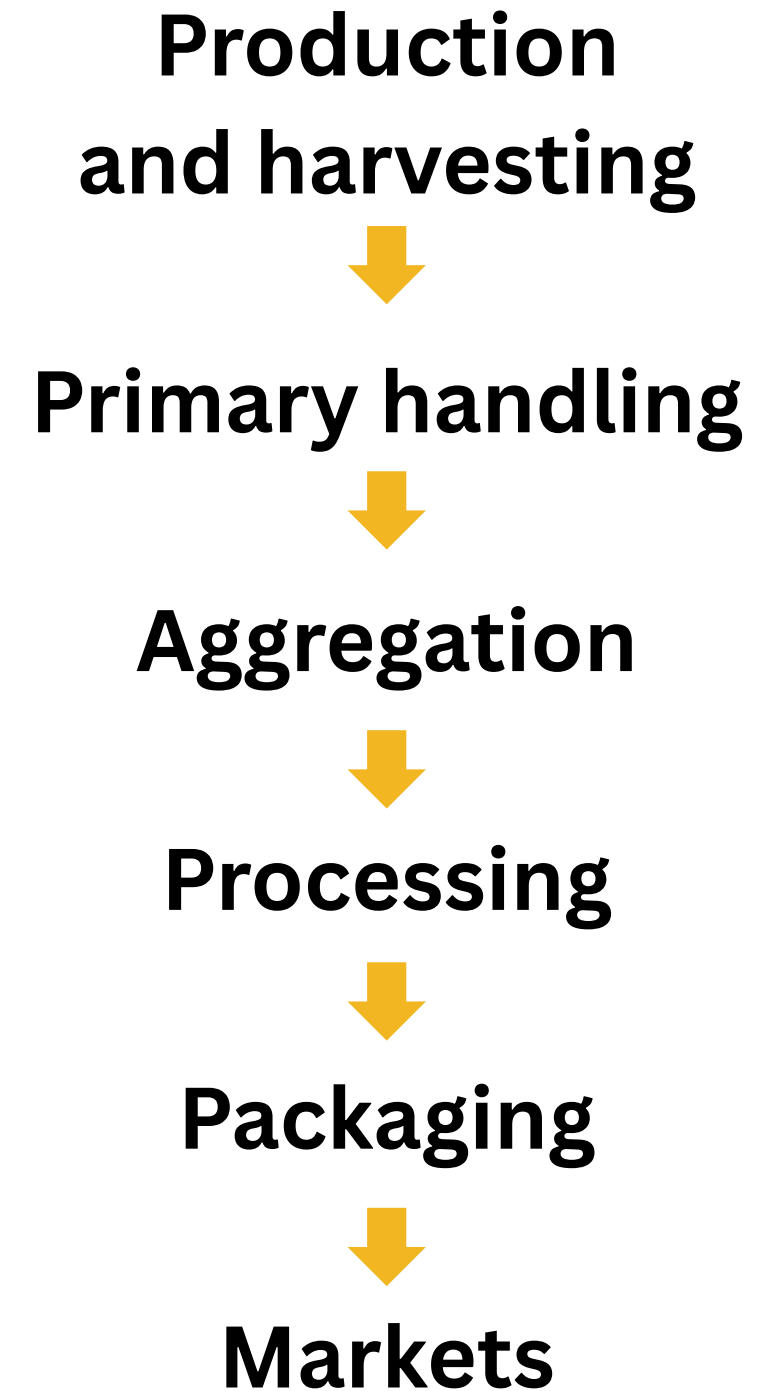 Production
and harvesting
Primary handling
Aggregation
Processing
Packaging
Markets